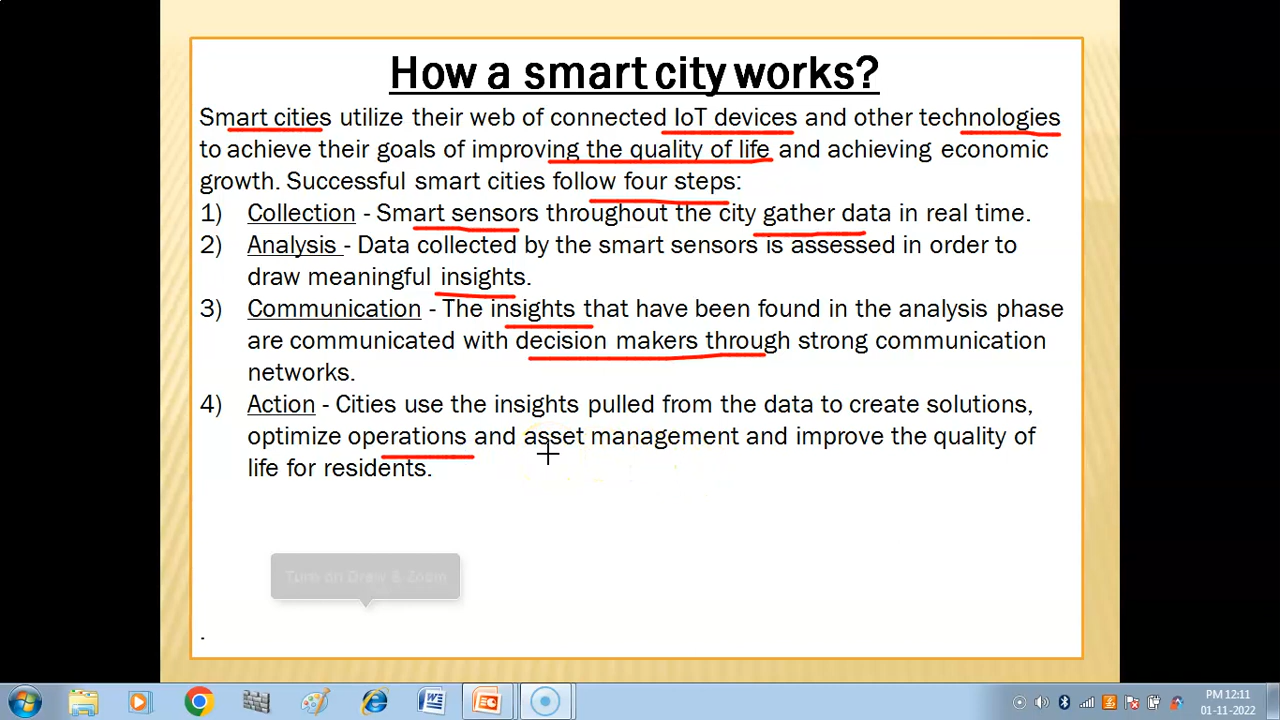 How a smart city works?
Smart cities utilize their web of connected IoT devices and other technologies
to achieve their goals of improving the quality of life and achieving economic
growth. Successful smart cities follow four steps:
1) Collection - Smart sensors throughout the city gather data in real time.
2) Analysis - Data collected by the smart sensors is assessed in order to
draw meaningful insights.
3) Communication - The insights that have been found in the analysis phase
are communicated with decision makers through strong communication
networks.
4) Action - Cities use the insights pulled from the data to create solutions,
optimize operations and asset management and improve the quality of
life for residents.
Turn on Draw & Zoom
.
PM 12:11
01-11-2022